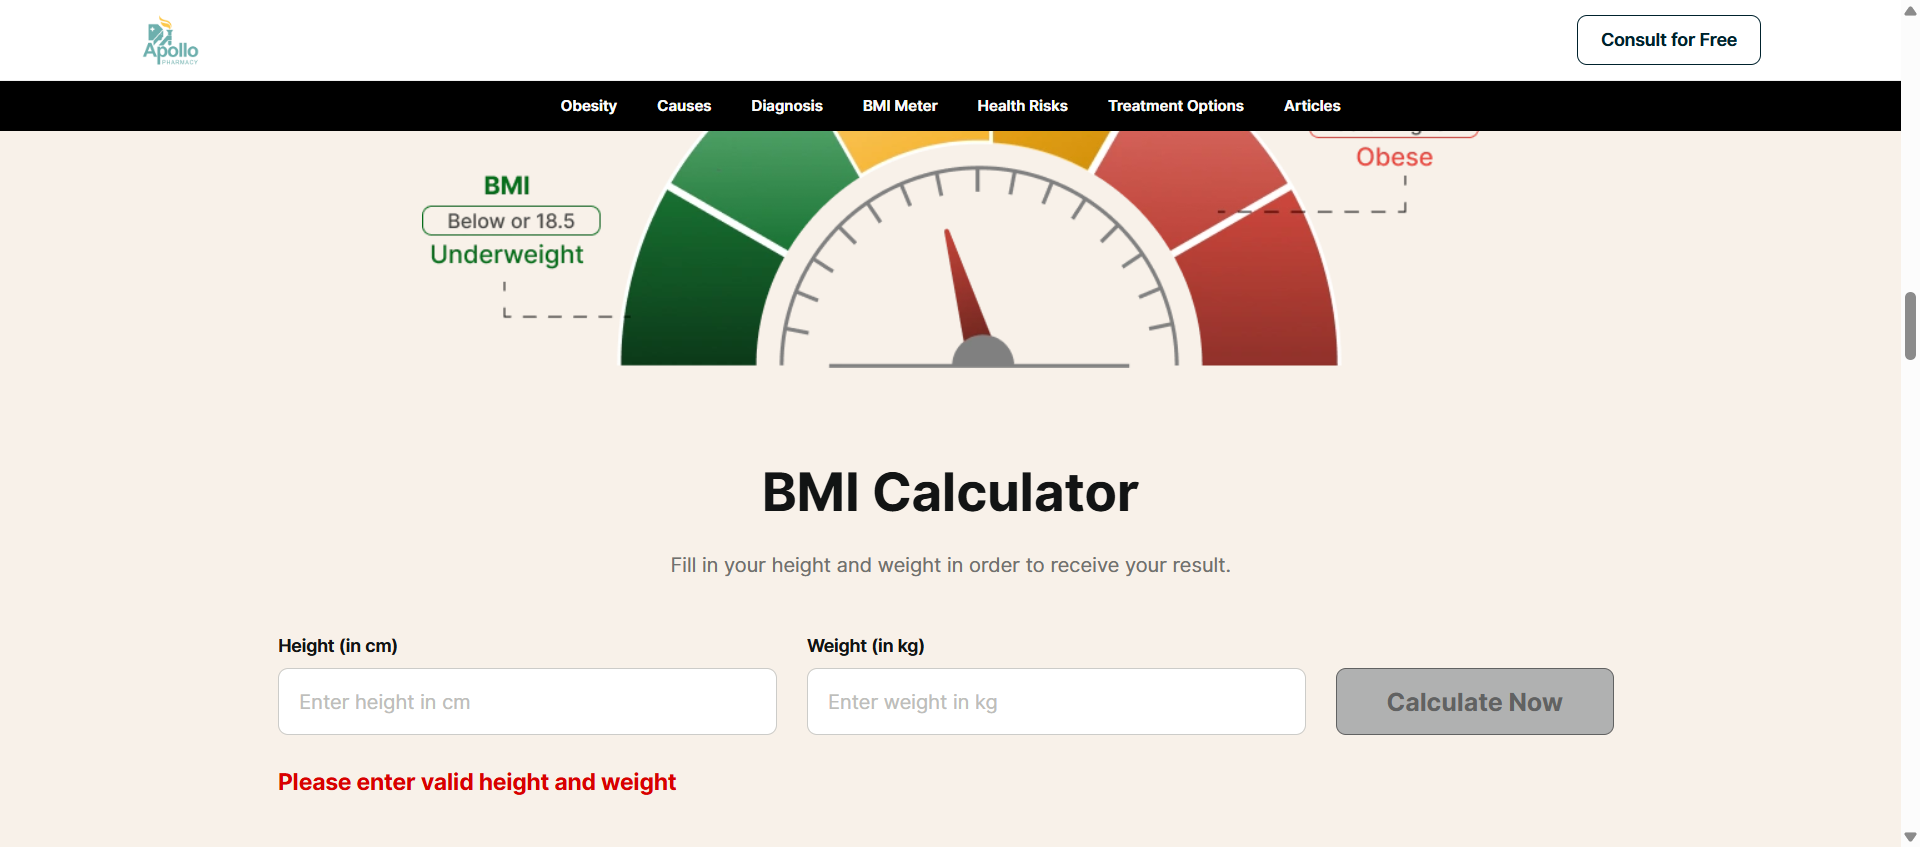 Apollo
PHARMACY
Consult for Free
Obesity
Causes
Diagnosis
BMI Meter
Health Risks
Treatment Options
Articles
Obese
BMI
Below or 18.5
Underweight
BMI Calculator
Fill in your height and weight in order to receive your result.
Height (in cm)
Weight (in kg)
Enter height in cm
Enter weight in kg
Calculate Now
Please enter valid height and weight